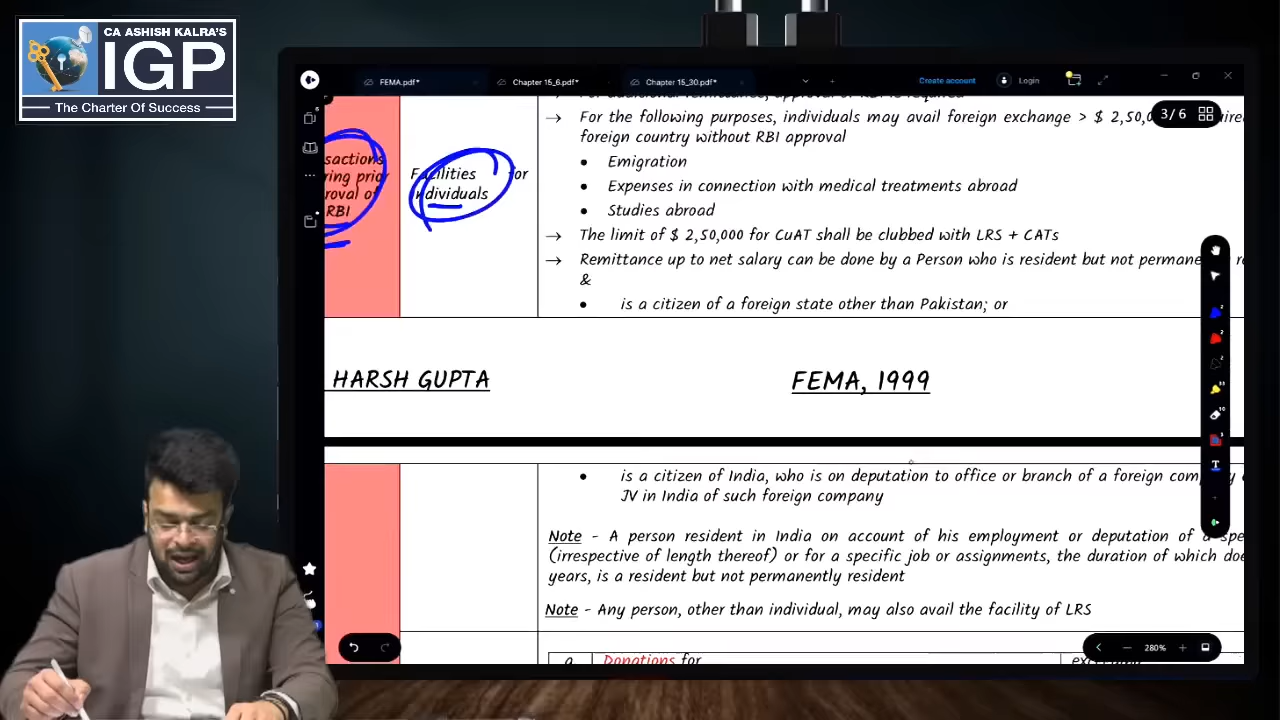 CA ASHISH KALRA'S
IGP
The Charter Of Success
FEMA.pdf*
Chapter 15_6.pdf*
Chapter 15_30.pdf*
Create account
Login
3/6
→ For the following purposes, individuals may avail foreign exchange > $ 2,50,
foreign country without RBI approval
• Emigration
• Expenses in connection with medical treatments abroad
• Studies abroad
→ The limit of $ 2,50,000 for CuAT shall be clubbed with LRS + CATs
→ Remittance up to net salary can be done by a Person who is resident but not
&
• is a citizen of a foreign state other than Pakistan; or
sactions
ring prior
roval of
RBI
Facilities for
individuals
HARSH GUPTA
FEMA, 1999
• is a citizen of India, who is on deputation to office or branch of a foreign
JV in India of such foreign company
Note - A person resident in India on account of his employment or deputation of a
(irrespective of length thereof) or for a specific job or assignments, the duration of which
years, is a resident but not permanently resident
Note - Any person, other than individual, may also avail the facility of LRS
a Donations for
280%